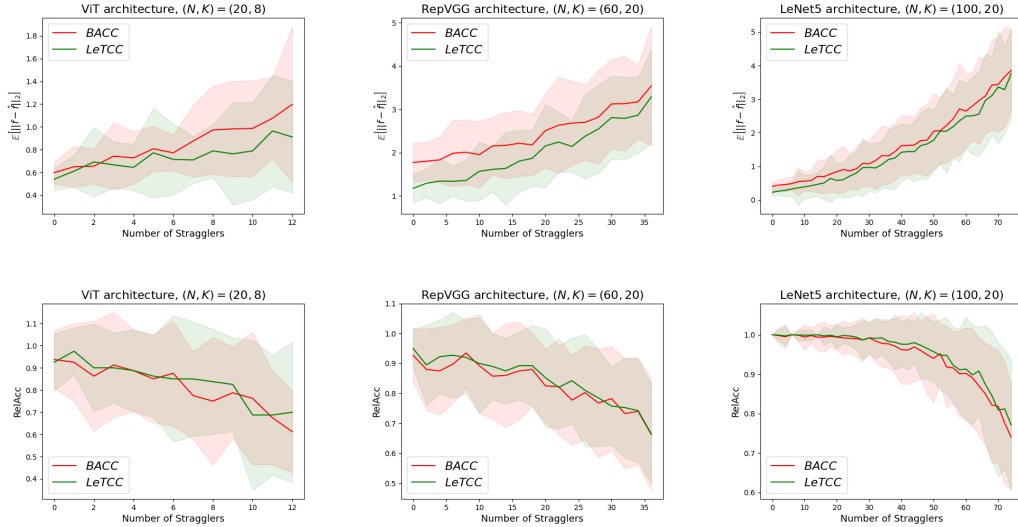 ViT architecture, (N, K) = (20, 8)
𝔼[||f − f̂||₂]
1.8
1.6
1.4
1.2
1.0
0.8
0.6
0.4
BACC
LeTCC
0 2 4 6 8 10 12
Number of Stragglers
RepVGG architecture, (N, K) = (60, 20)
𝔼[||f − f̂||₂]
5
4
3
2
1
BACC
LeTCC
0 5 10 15 20 25 30 35
Number of Stragglers
LeNet5 architecture, (N, K) = (100, 20)
𝔼[||f − f̂||₂]
5
4
3
2
1
0
BACC
LeTCC
0 10 20 30 40 50 60 70
Number of Stragglers
ViT architecture, (N, K) = (20, 8)
RelAcc
1.1
1.0
0.9
0.8
0.7
0.6
0.5
0.4
BACC
LeTCC
0 2 4 6 8 10 12
Number of Stragglers
RepVGG architecture, (N, K) = (60, 20)
RelAcc
1.1
1.0
0.9
0.8
0.7
0.6
0.5
BACC
LeTCC
0 5 10 15 20 25 30 35
Number of Stragglers
LeNet5 architecture, (N, K) = (100, 20)
RelAcc
1.0
0.9
0.8
0.7
0.6
BACC
LeTCC
0 10 20 30 40 50 60 70
Number of Stragglers